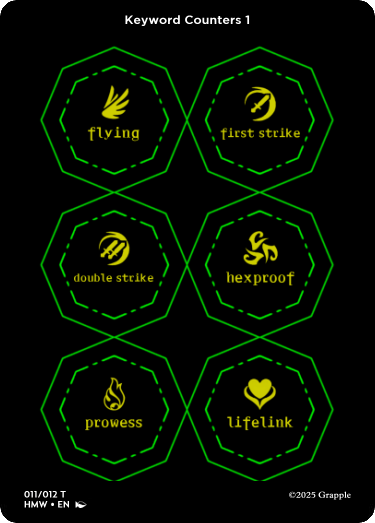 Keyword Counters 1
flying
first strike
double strike
hexproof
prowess
lifelink
011/012 T
HMW • EN
©2025 Grapple